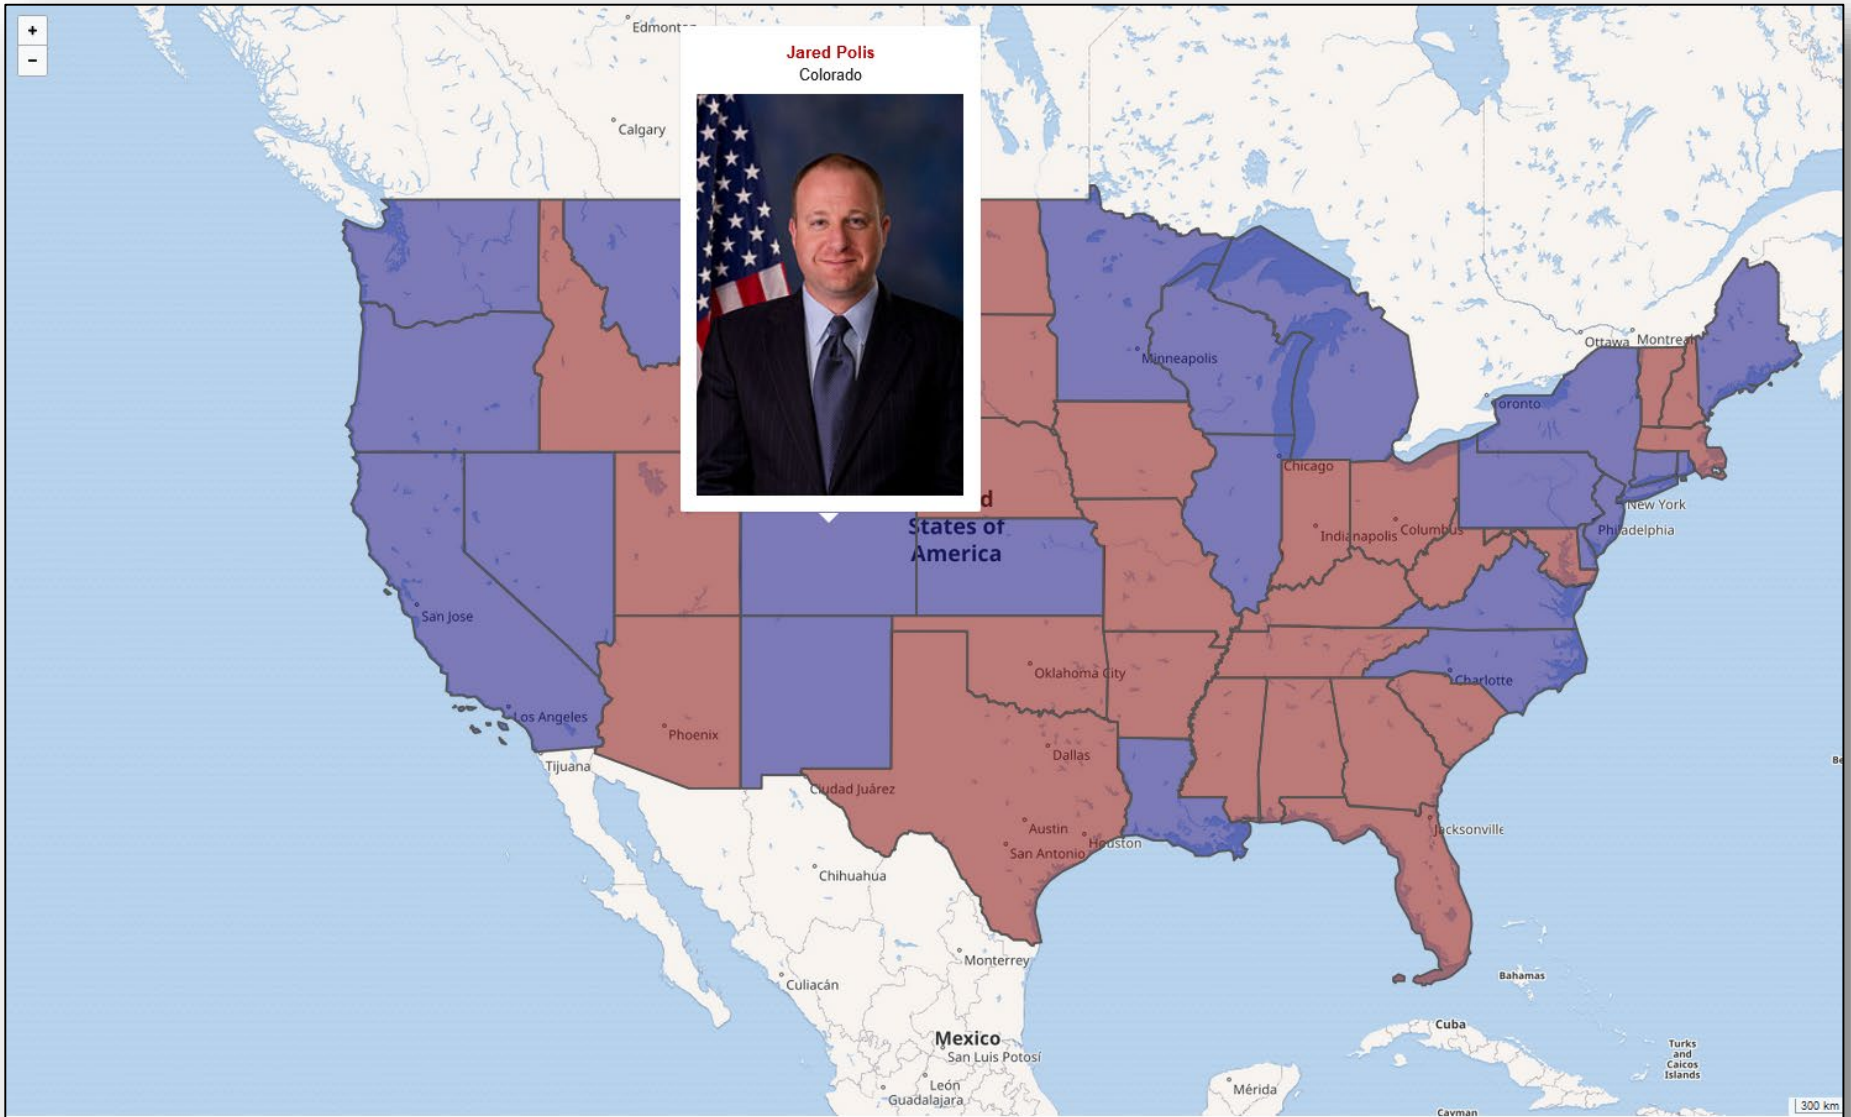 +
−
Edmonton
Jared Polis
Colorado
Calgary
Minneapolis
Ottawa
Montreal
Toronto
Chicago
d
States of
America
New York
Indianapolis
Columbus
Philadelphia
San Jose
Oklahoma City
Charlotte
Los Angeles
Phoenix
Dallas
Tijuana
Be
Ciudad Juárez
Austin
Jacksonville
Houston
San Antonio
Chihuahua
Monterrey
Bahamas
Culiacán
Cuba
Mexico
San Luis Potosí
Turks
and
Caicos
Islands
León
Mérida
Guadalajara
300 km
Cayman